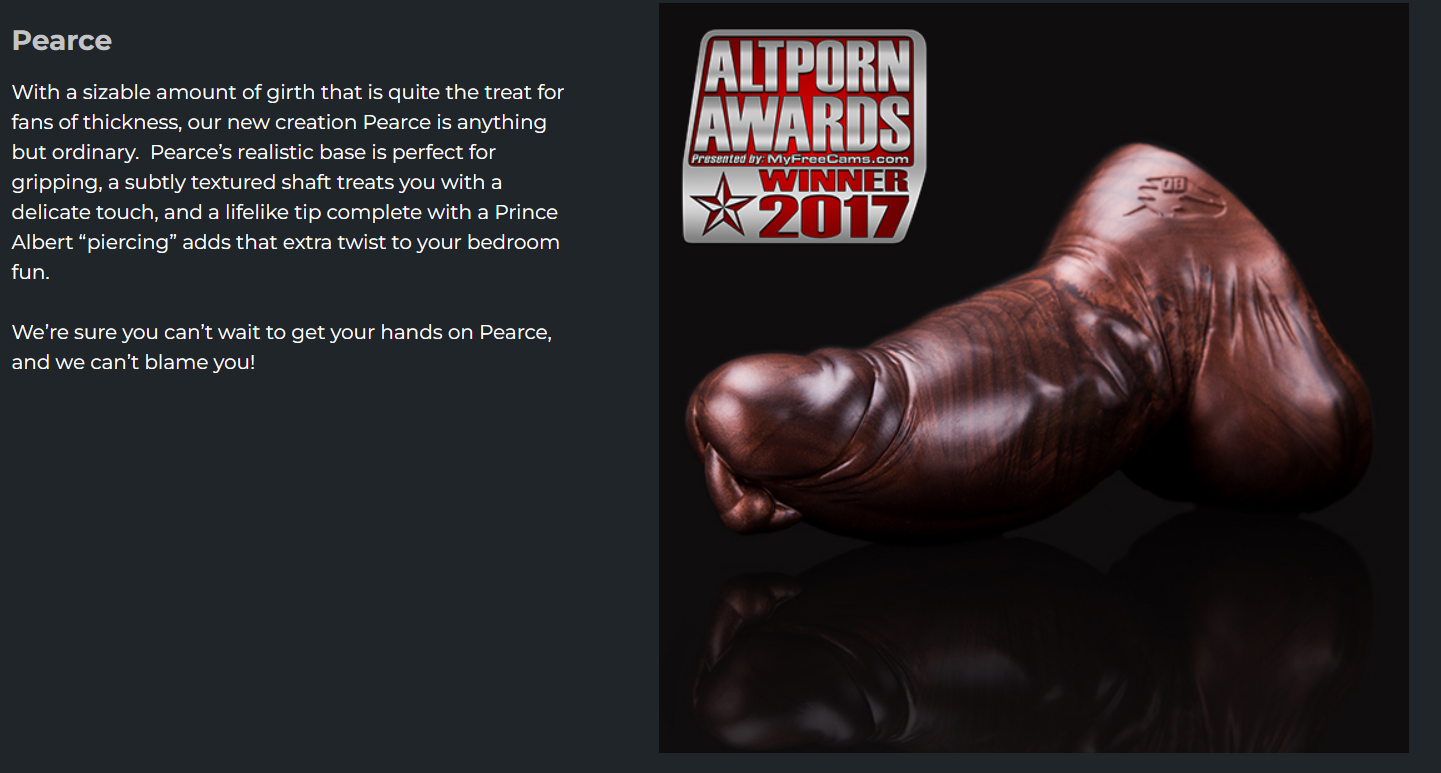 Pearce
With a sizable amount of girth that is quite the treat for
fans of thickness, our new creation Pearce is anything
but ordinary.  Pearce’s realistic base is perfect for
gripping, a subtly textured shaft treats you with a
delicate touch, and a lifelike tip complete with a Prince
Albert “piercing” adds that extra twist to your bedroom
fun.
We’re sure you can’t wait to get your hands on Pearce,
and we can’t blame you!
ALTPORN
AWARDS
Presented by: MyFreeCams.com
WINNER
2017